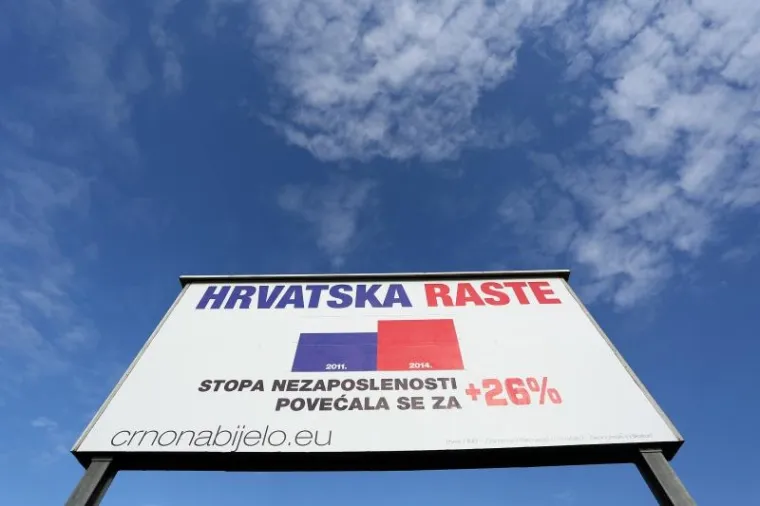 HRVATSKA RASTE
2011. 2014.
STOPA NEZAPOSLENOSTI
POVEĆALA SE ZA +26%
crnonabijelo.eu